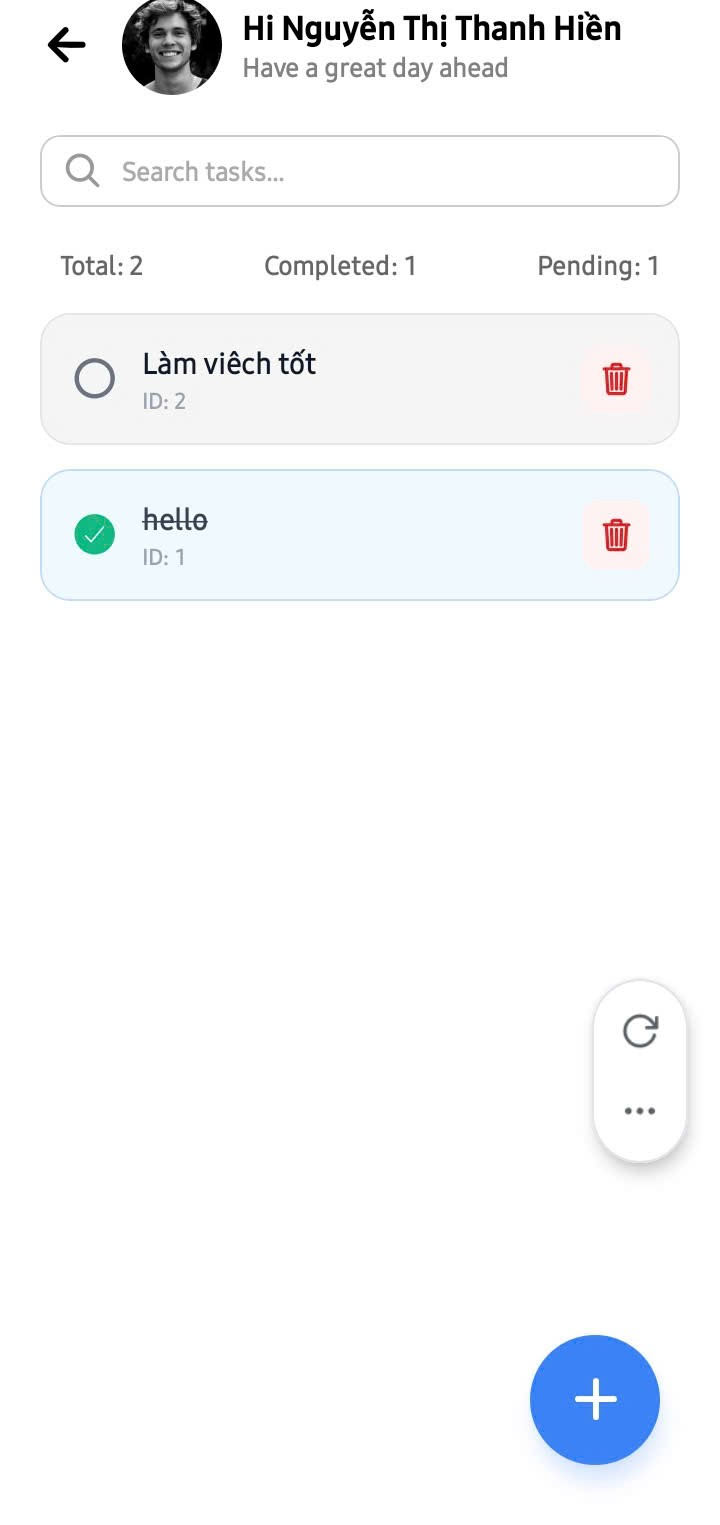 Hi Nguyễn Thị Thanh Hiền
Have a great day ahead
Search tasks...
Total: 2
Completed: 1
Pending: 1
Làm viêch tốt
ID: 2
hello
ID: 1